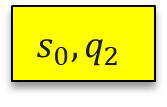 s₀, q₂